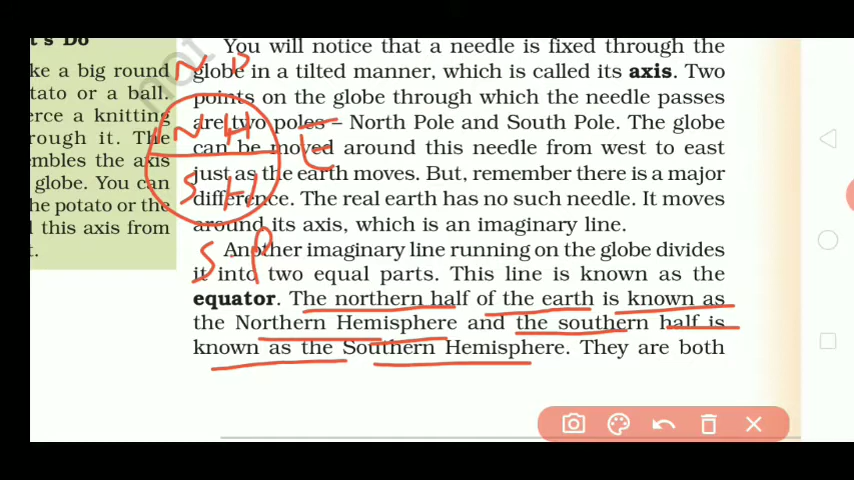 t's Do
ke a big round
tato or a ball.
erce a knitting
rough it. The
embles the axis
globe. You can
he potato or the
l this axis from
t.
not
You will notice that a needle is fixed through the
globe in a tilted manner, which is called its axis. Two
points on the globe through which the needle passes
are two poles – North Pole and South Pole. The globe
can be moved around this needle from west to east
just as the earth moves. But, remember there is a major
difference. The real earth has no such needle. It moves
around its axis, which is an imaginary line.
Another imaginary line running on the globe divides
it into two equal parts. This line is known as the
equator. The northern half of the earth is known as
the Northern Hemisphere and the southern half is
known as the Southern Hemisphere. They are both
N P
N H
E
S H
S.P